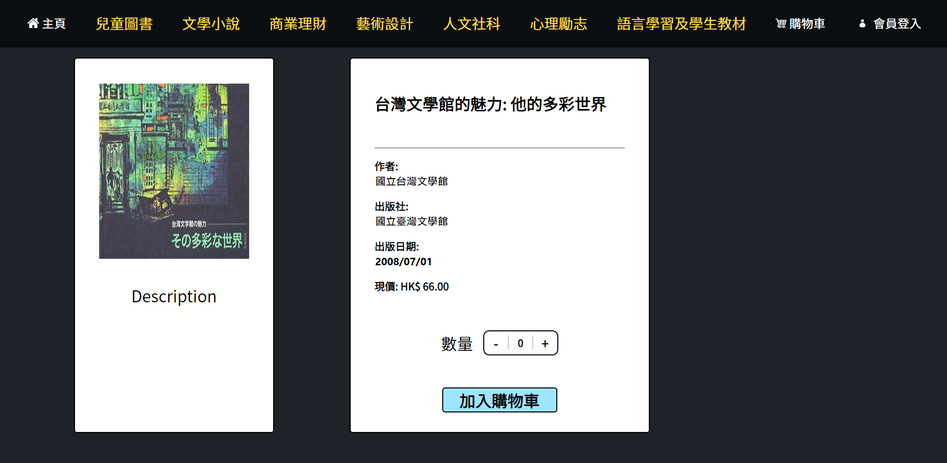 主頁 兒童圖書 文學小說 商業理財 藝術設計 人文社科 心理勵志 語言學習及學生教材 購物車 會員登入
台灣文学館の魅力
その多彩な世界
Description
台灣文學館的魅力: 他的多彩世界
作者:
國立台灣文學館
出版社:
國立臺灣文學館
出版日期:
2008/07/01
現價: HK$ 66.00
數量 - 0 +
加入購物車